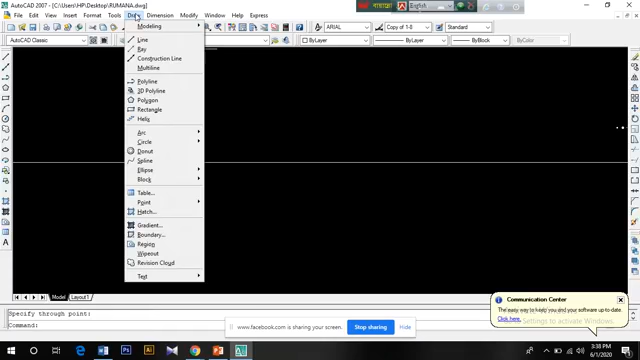 AutoCAD 2007 - [C:\Users\HP\Desktop\RUMANA.dwg]
English
File Edit View Insert Format Tools Draw Dimension Modify Window Help Express
ARIAL
Copy of 1-8
Standard
AutoCAD Classic
ByLayer
ByLayer
ByBlock
ByColor
Modeling
Line
Ray
Construction Line
Multiline
Polyline
3D Polyline
Polygon
Rectangle
Helix
Arc
Circle
Donut
Spline
Ellipse
Block
Table...
Point
Hatch...
Gradient...
Boundary...
Region
Wipeout
Revision Cloud
Text
Model Layout1
Communication Center
The easy way to keep you and your software up-to-date.
Click here.
Settings to activate Windows.
Specify through point:
Command:
www.facebook.com is sharing your screen.
Stop sharing
Hide
3:38 PM
6/1/2020